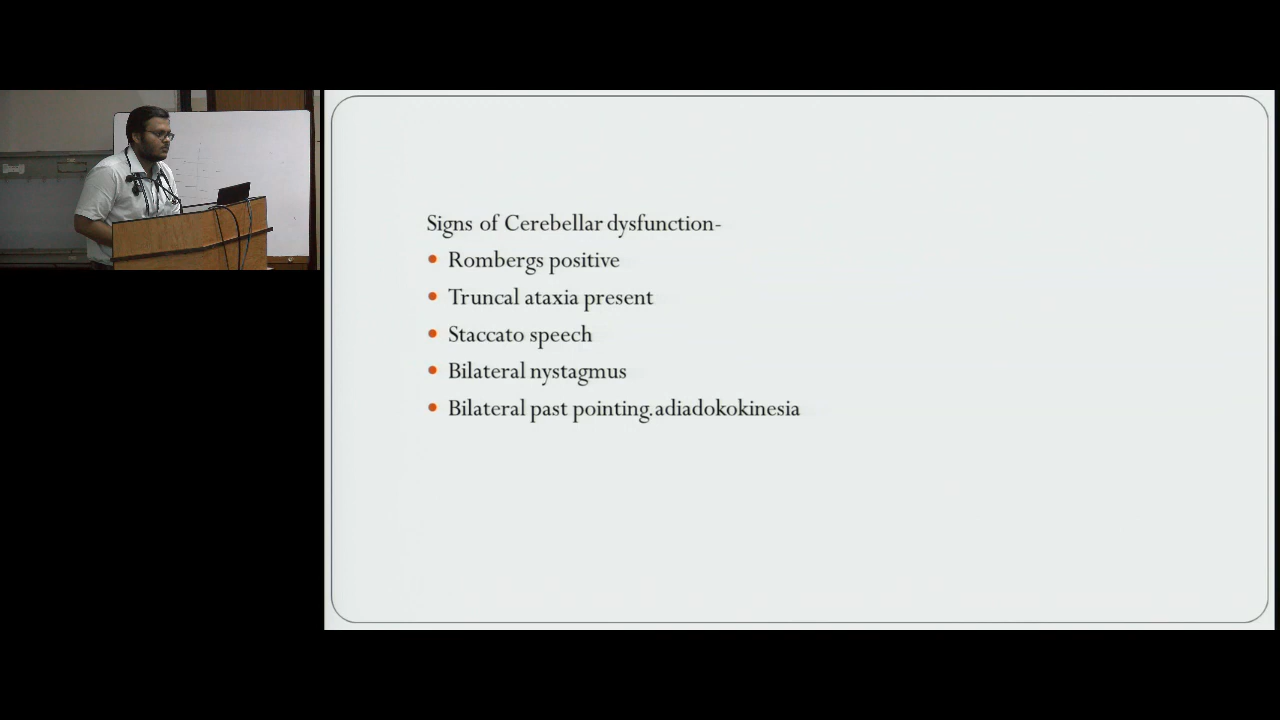 Signs of Cerebellar dysfunction-
Rombergs positive
Truncal ataxia present
Staccato speech
Bilateral nystagmus
Bilateral past pointing.adiadokokinesia